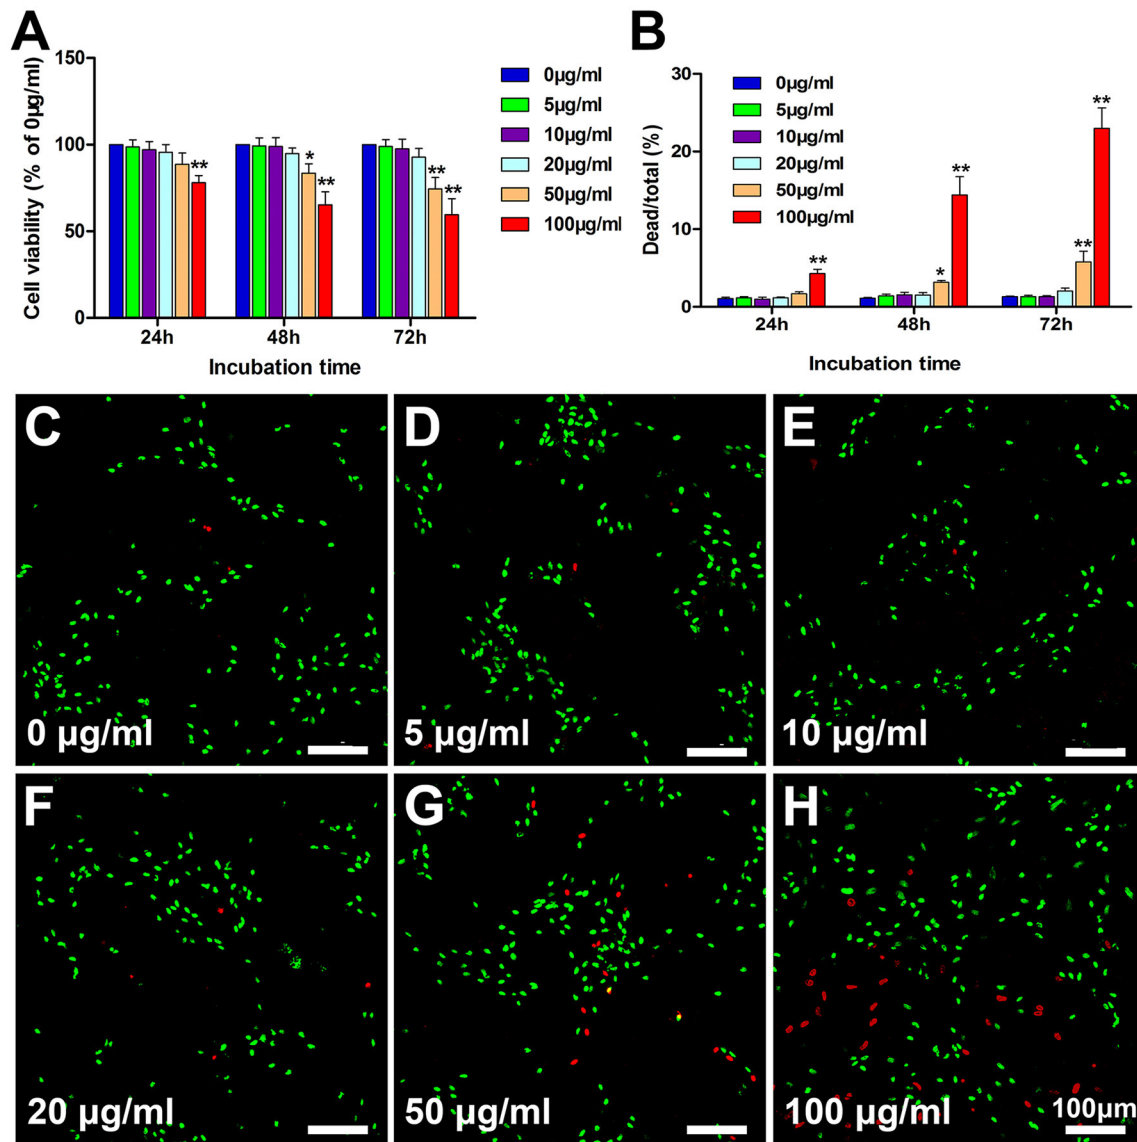 A
Cell viability (% of 0µg/ml)
150
100
50
0
** * ** ** **
24h 48h 72h
Incubation time
0µg/ml
5µg/ml
10µg/ml
20µg/ml
50µg/ml
100µg/ml
B
Dead/total (%)
30
20
10
0
0µg/ml
5µg/ml
10µg/ml
20µg/ml
50µg/ml
100µg/ml
** * ** ** **
24h 48h 72h
Incubation time
C
0 µg/ml
D
5 µg/ml
E
10 µg/ml
F
20 µg/ml
G
50 µg/ml
H
100 µg/ml
100µm